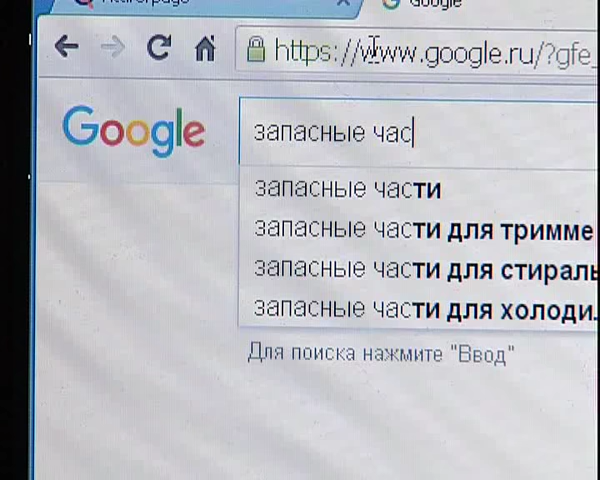 Google
https://www.google.ru/?gfe_
Google
запасные час
запасные части
запасные части для тримме
запасные части для стираль
запасные части для холоди
Для поиска нажмите "Ввод"